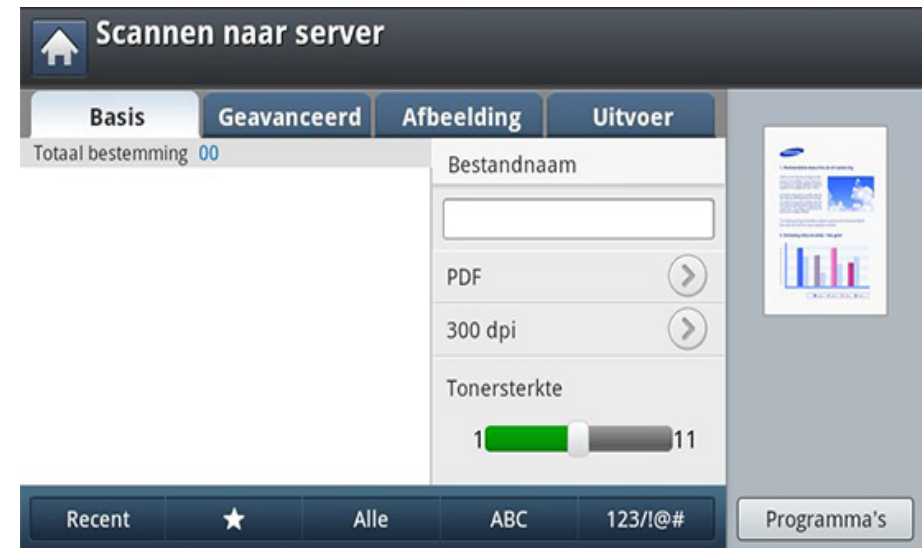 Scannen naar server
Basis
Geavanceerd
Afbeelding
Uitvoer
Totaal bestemming 00
Bestandnaam
PDF
300 dpi
Tonersterkte
1 11
Recent
★
Alle
ABC
123/!@#
Programma's